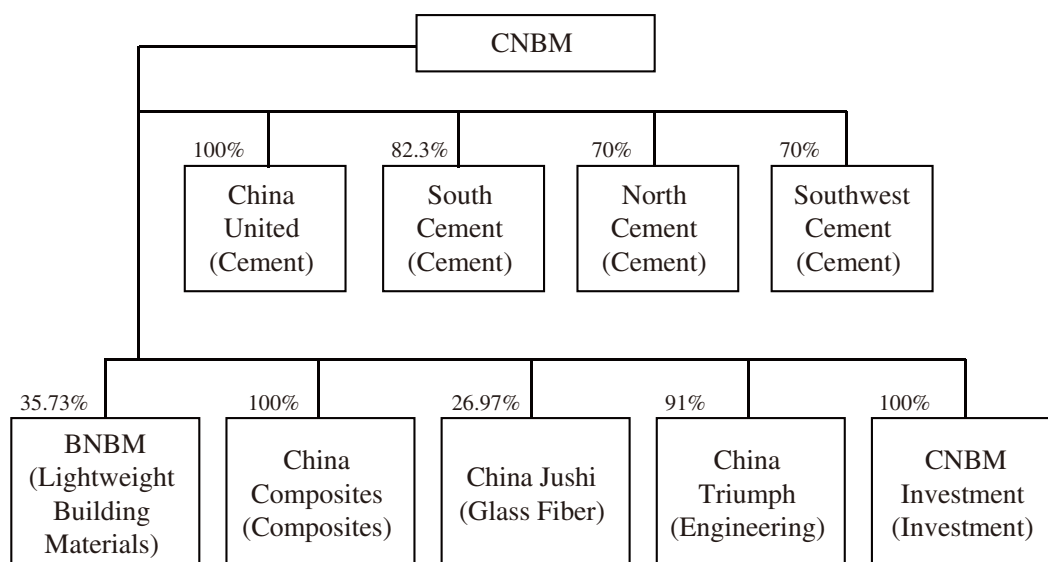 CNBM
100%
82.3%
70%
70%
China
United
(Cement)
South
Cement
(Cement)
North
Cement
(Cement)
Southwest
Cement
(Cement)
35.73%
100%
26.97%
91%
100%
BNBM
(Lightweight
Building
Materials)
China
Composites
(Composites)
China Jushi
(Glass Fiber)
China
Triumph
(Engineering)
CNBM
Investment
(Investment)